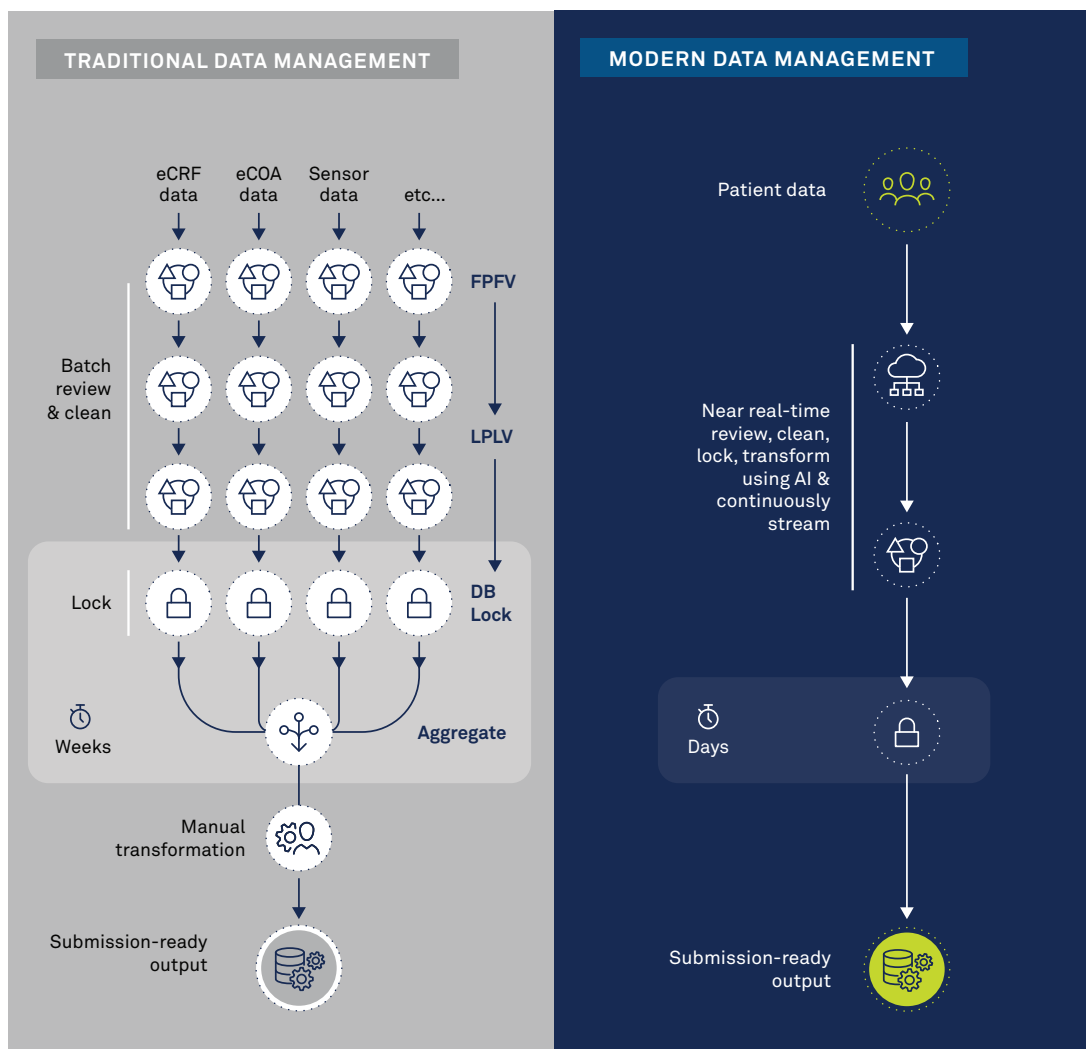 TRADITIONAL DATA MANAGEMENT
eCRF
data
eCOA
data
Sensor
data
etc...
FPFV
Batch
review
& clean
LPLV
Lock
DB
Lock
Weeks
Aggregate
Manual
transformation
Submission-ready
output
MODERN DATA MANAGEMENT
Patient data
Near real-time
review, clean,
lock, transform
using AI &
continuously
stream
Days
Submission-ready
output